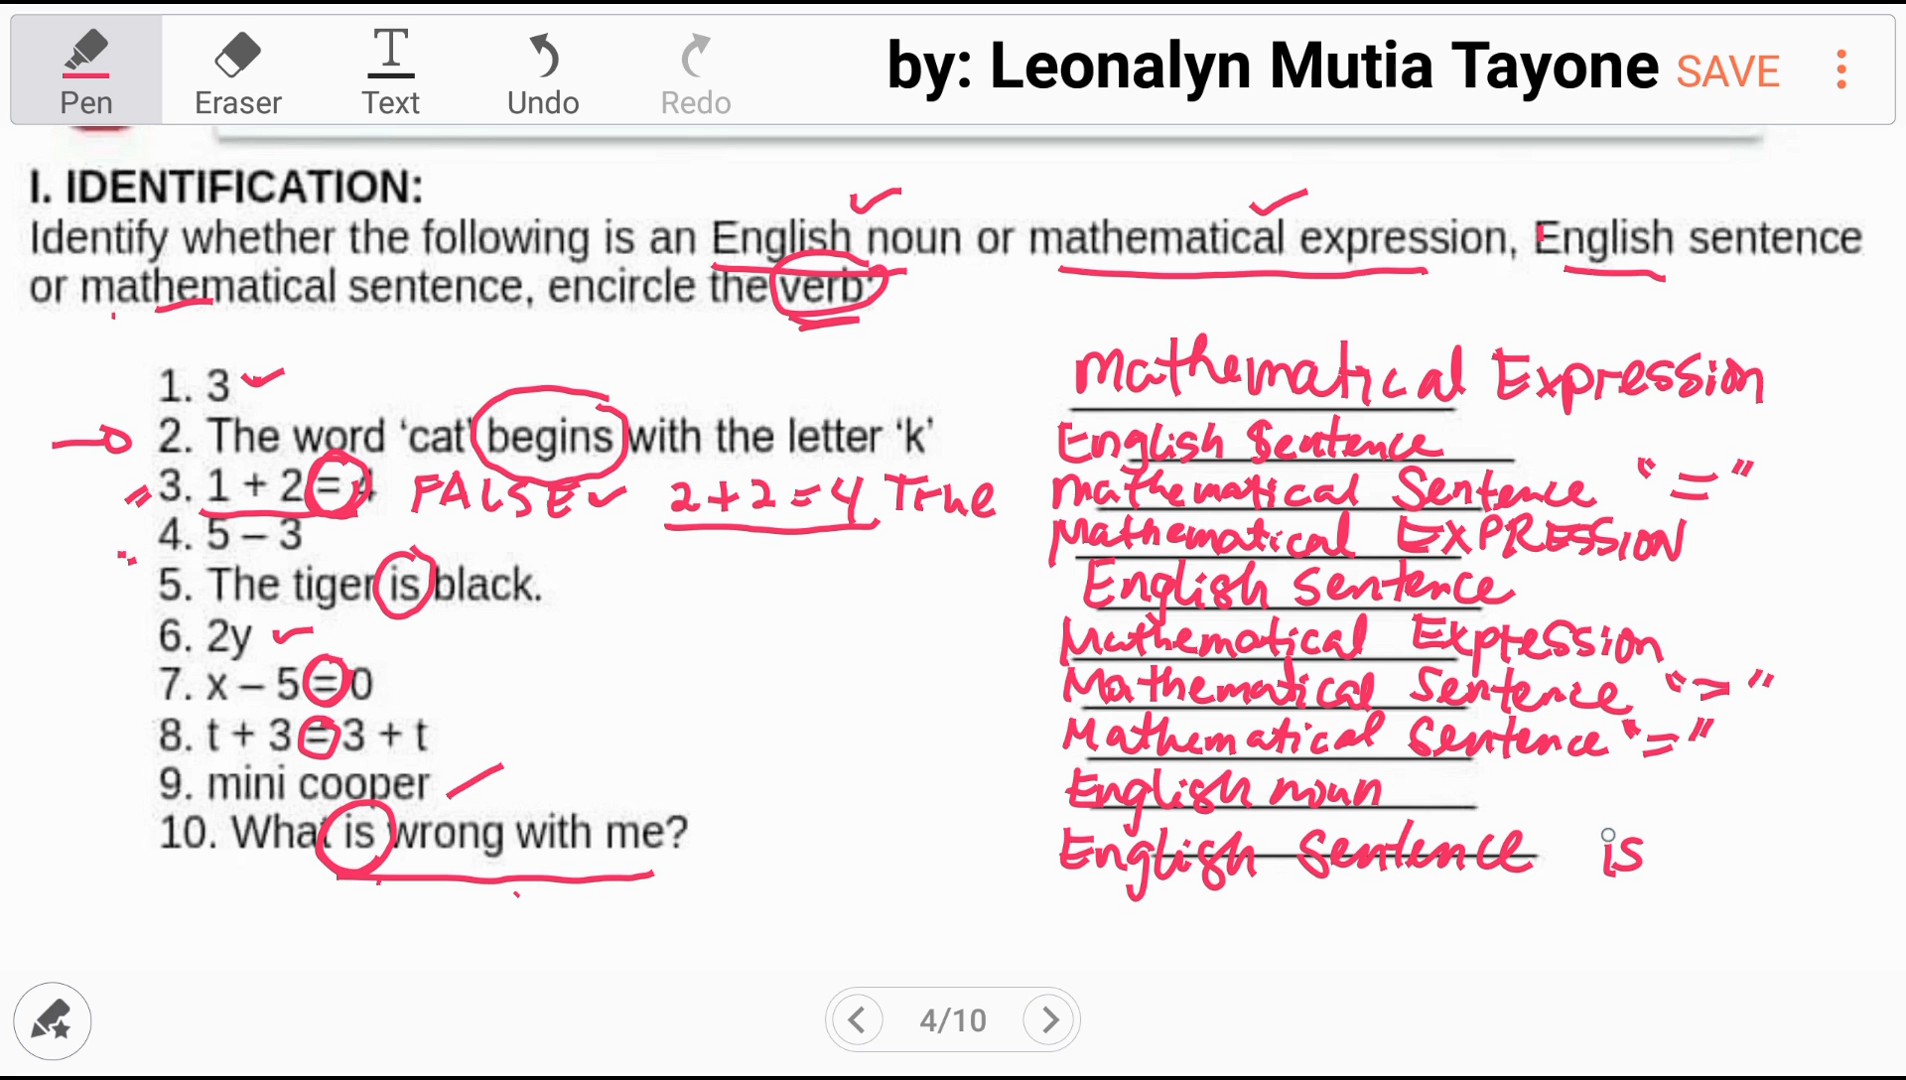 by: Leonalyn Mutia Tayone SAVE
Pen Eraser Text Undo Redo
I. IDENTIFICATION:
Identify whether the following is an English noun or mathematical expression, English sentence
or mathematical sentence, encircle the verb.
1. 3 Mathematical Expression
2. The word ‘cat’ begins with the letter ‘k’ English Sentence
3. 1 + 2 = 4 FALSE 2+2=4 True Mathematical Sentence "="
4. 5 – 3 Mathematical EXPRESSION
5. The tiger is black. English Sentence
6. 2y Mathematical Expression
7. x – 5 = 0 Mathematical Sentence "="
8. t + 3 = 3 + t Mathematical Sentence "="
9. mini cooper English noun
10. What is wrong with me? English Sentence is
4/10